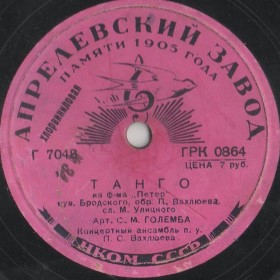 АПРЕЛЕВСКИЙ ЗАВОД
ПАМЯТИ 1905 ГОДА
Г 7048
ГРК 0864
ЦЕНА 7 руб.
ТАНГО
из ф-ма „Петер"
муз. Бродского, обр. П. Вахлюева,
сл. М. Улицкого
Арт. С. М. ГОЛЕМБА
Концертный ансамбль п. у.
П. С. Вахлюева
НКОМ СССР